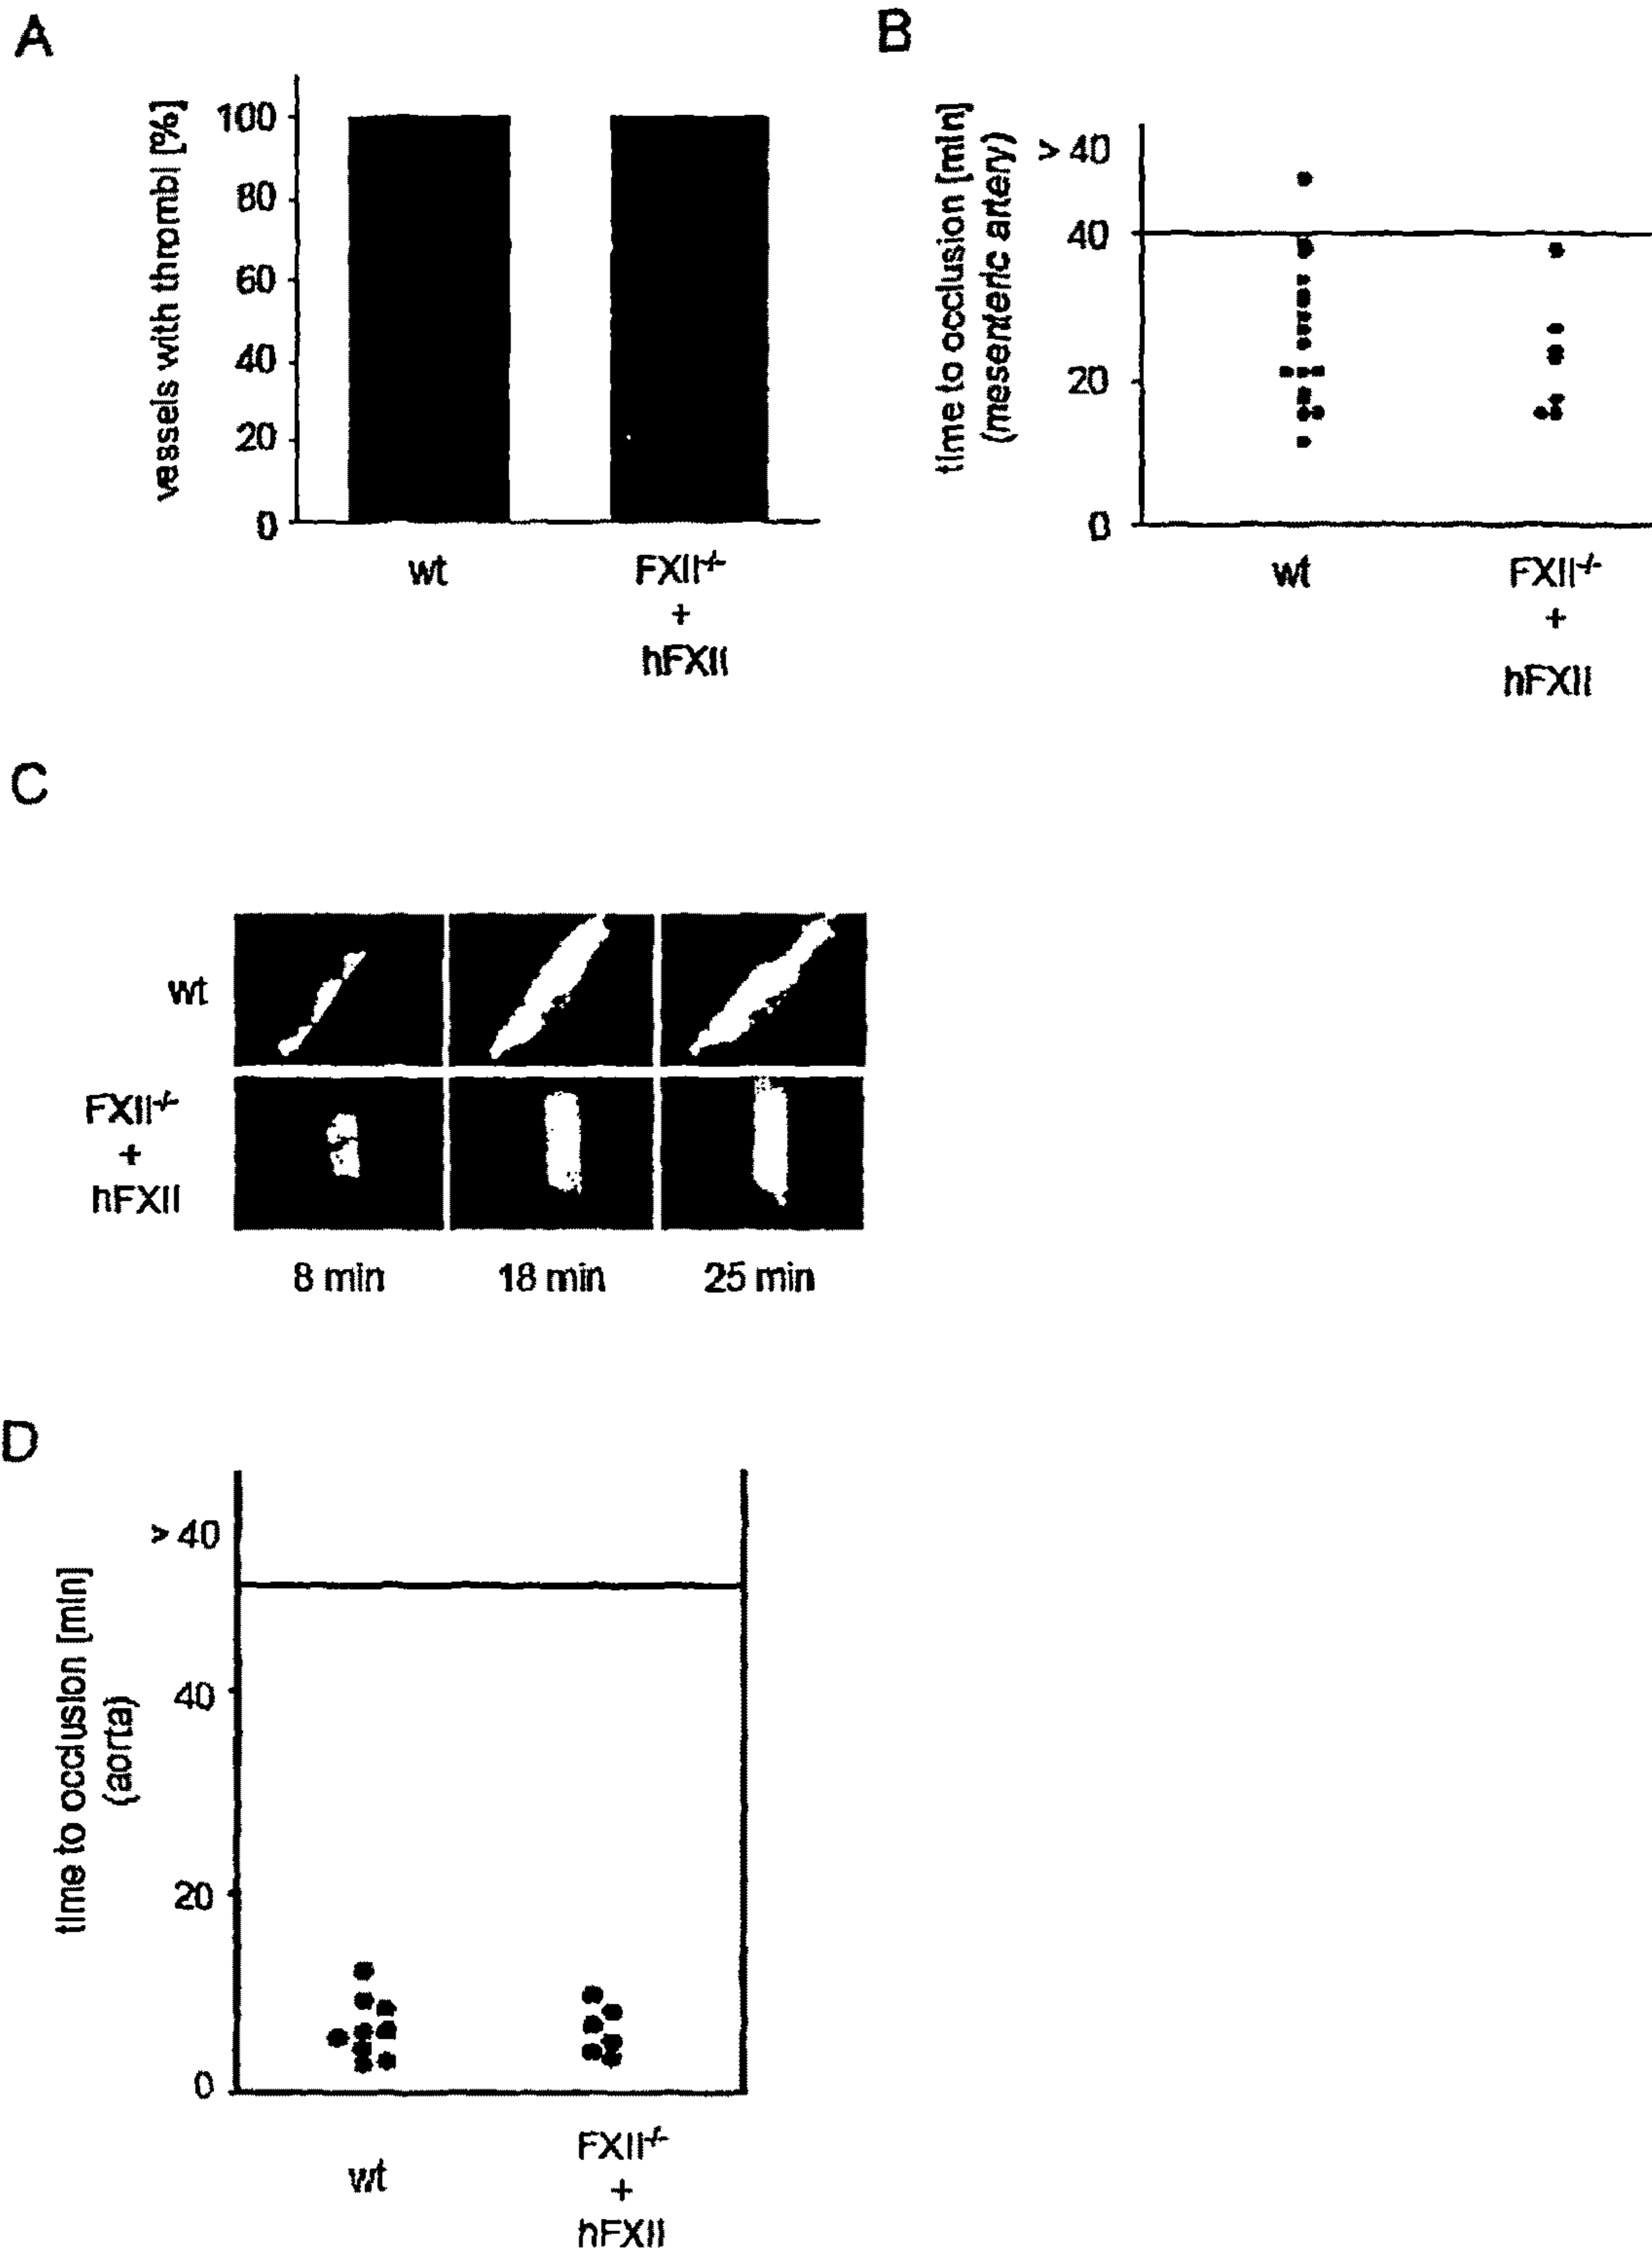 A
vessels with thrombi [%]
100
80
60
40
20
0
wt
FXII-/-
+
hFXII
B
time to occlusion [min]
(mesenteric artery)
> 40
40
20
0
wt
FXII-/-
+
hFXII
C
wt
FXII-/-
+
hFXII
8 min
18 min
25 min
D
time to occlusion [min]
(aorta)
> 40
40
20
0
wt
FXII-/-
+
hFXII